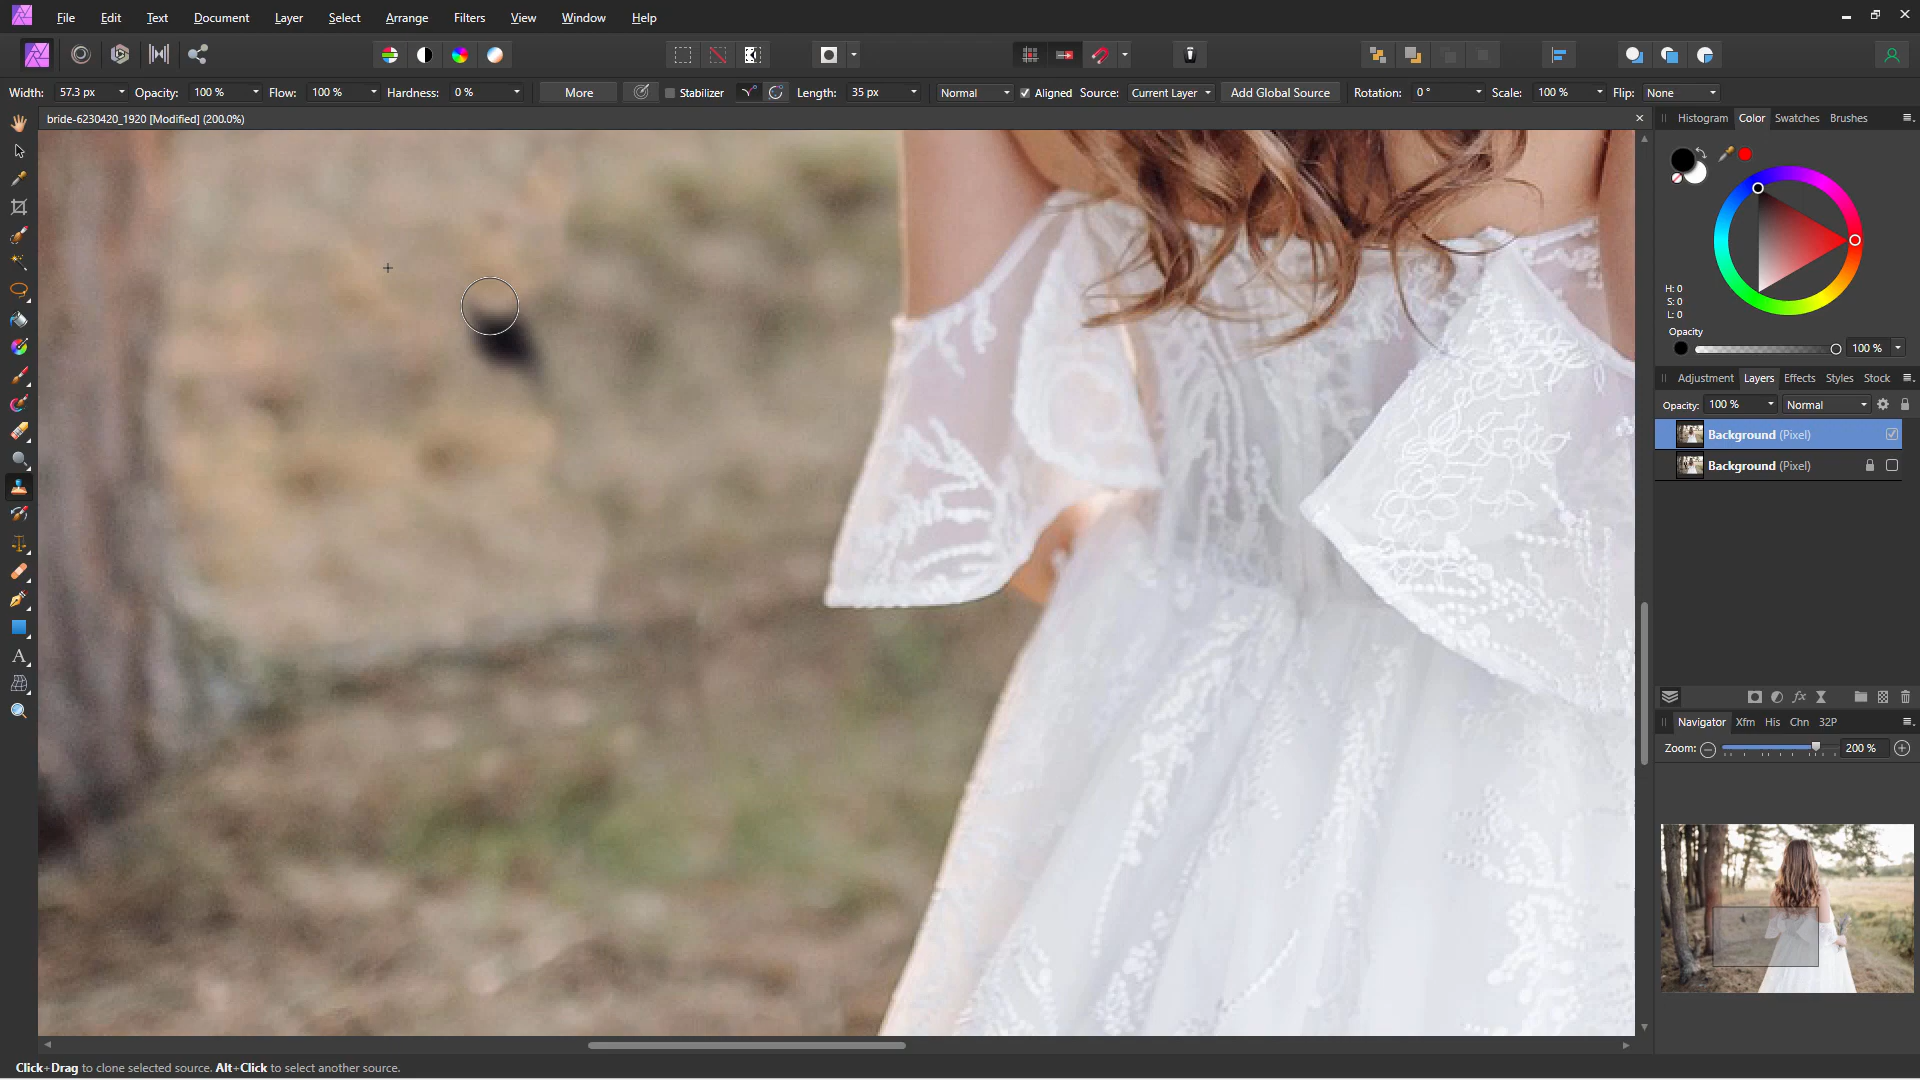 File Edit Text Document Layer Select Arrange Filters View Window Help
Width: 57.3 px Opacity: 100 % Flow: 100 % Hardness: 0 % More Stabilizer Length: 35 px Normal Aligned Source: Current Layer Add Global Source Rotation: 0 ° Scale: 100 % Flip: None
bride-6230420_1920 [Modified] (200.0%)
Histogram Color Swatches Brushes
H: 0
S: 0
L: 0
Opacity
100 %
Adjustment Layers Effects Styles Stock
Opacity: 100 % Normal
Background (Pixel)
Background (Pixel)
fx
A
Navigator Xfm His Chn 32P
Zoom: 200 %
Click+Drag to clone selected source. Alt+Click to select another source.